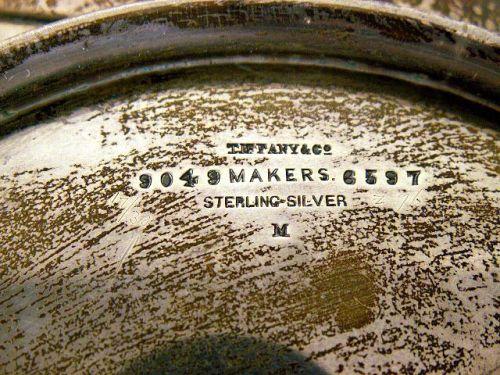 TIFFANY & Co
9049 MAKERS. 6597
STERLING-SILVER
M